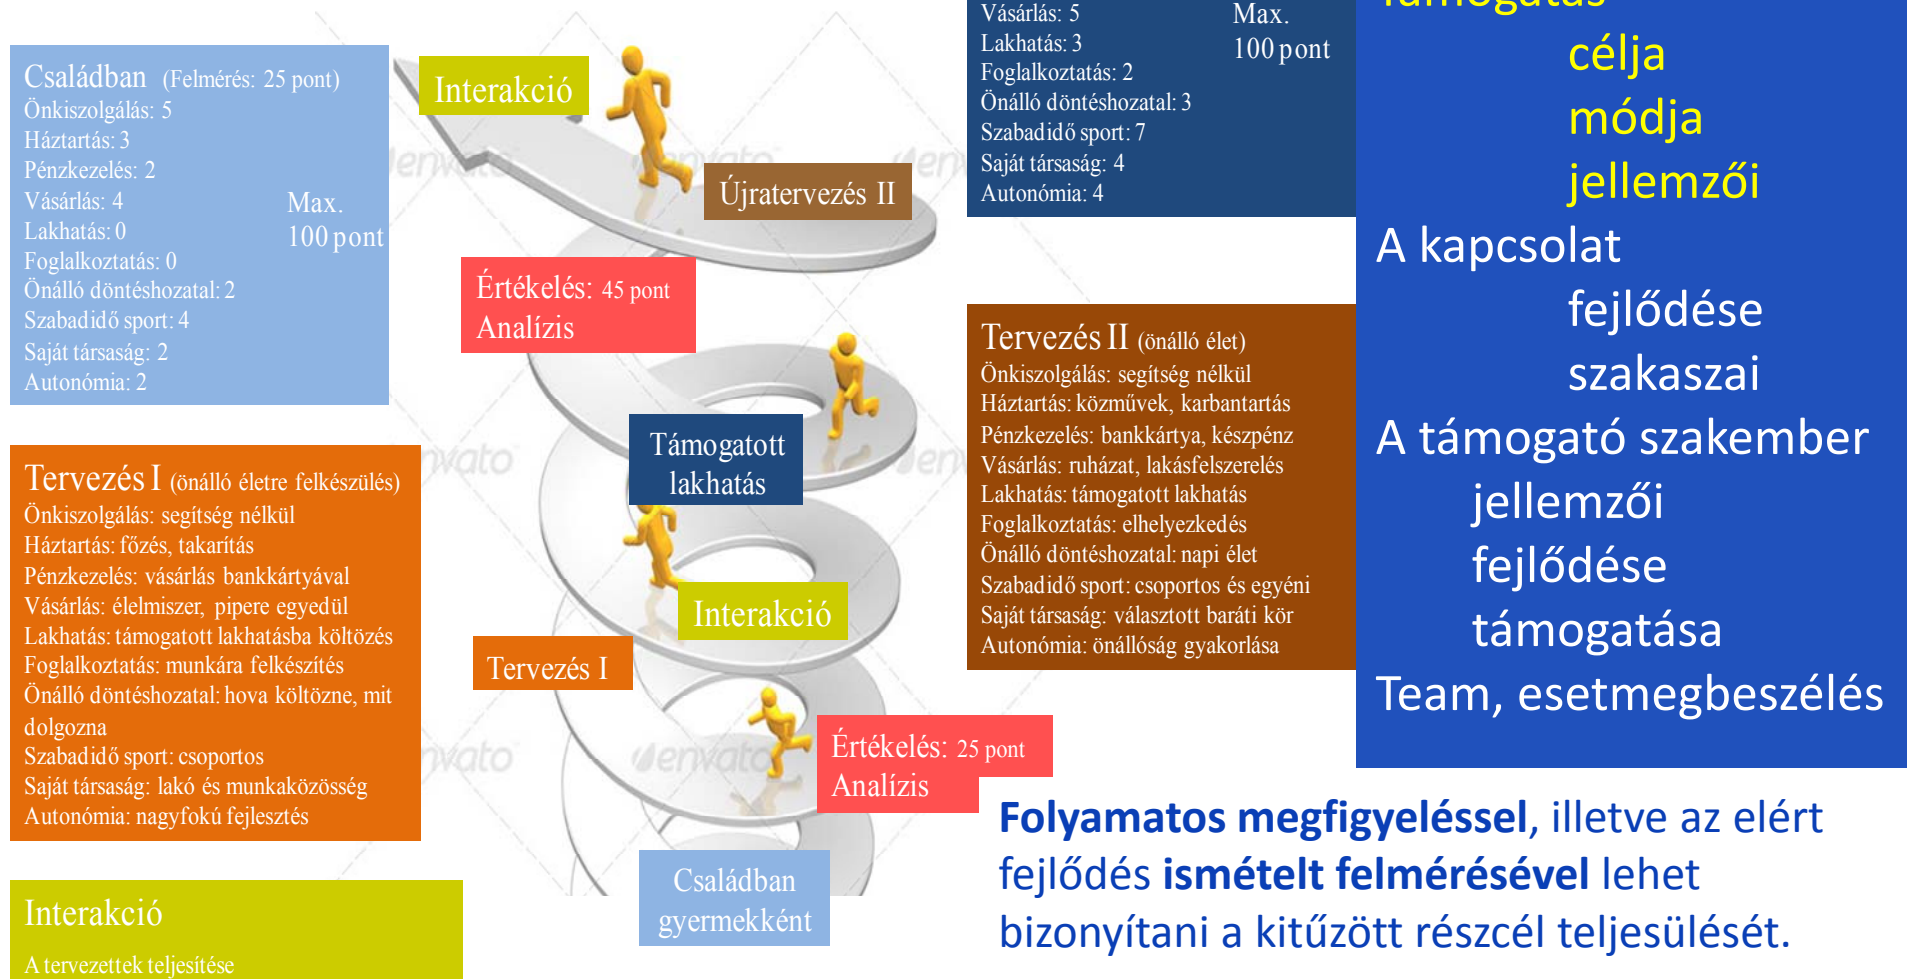 Családban (Felmérés: 25 pont)
Önkiszolgálás: 5
Háztartás: 3
Pénzkezelés: 2
Vásárlás: 4
Lakhatás: 0
Foglalkoztatás: 0
Önálló döntéshozatal: 2
Szabadidő sport: 4
Saját társaság: 2
Autonómia: 2
Max.
100 pont
Tervezés I (önálló életre felkészülés)
Önkiszolgálás: segítség nélkül
Háztartás: főzés, takarítás
Pénzkezelés: vásárlás bankkártyával
Vásárlás: élelmiszer, pipere egyedül
Lakhatás: támogatott lakhatásba költözés
Foglalkoztatás: munkára felkészítés
Önálló döntéshozatal: hova költözne, mit
dolgozna
Szabadidő sport: csoportos
Saját társaság: lakó és munkaközösség
Autonómia: nagyfokú fejlesztés
Interakció
A tervezettek teljesítése
Interakció
Újratervezés II
Értékelés: 45 pont
Analízis
Támogatott
lakhatás
Interakció
Tervezés I
Értékelés: 25 pont
Analízis
Családban
gyermekként
Vásárlás: 5
Lakhatás: 3
Foglalkoztatás: 2
Önálló döntéshozatal: 3
Szabadidő sport: 7
Saját társaság: 4
Autonómia: 4
Max.
100 pont
Tervezés II (önálló élet)
Önkiszolgálás: segítség nélkül
Háztartás: közművek, karbantartás
Pénzkezelés: bankkártya, készpénz
Vásárlás: ruházat, lakásfelszerelés
Lakhatás: támogatott lakhatás
Foglalkoztatás: elhelyezkedés
Önálló döntéshozatal: napi élet
Szabadidő sport: csoportos és egyéni
Saját társaság: választott baráti kör
Autonómia: önállóság gyakorlása
Támogatás
célja
módja
jellemzői
A kapcsolat
fejlődése
szakaszai
A támogató szakember
jellemzői
fejlődése
támogatása
Team, esetmegbeszélés
Folyamatos megfigyeléssel, illetve az elért
fejlődés ismételt felmérésével lehet
bizonyítani a kitűzött részcél teljesülését.
envato
envato
envato
envato